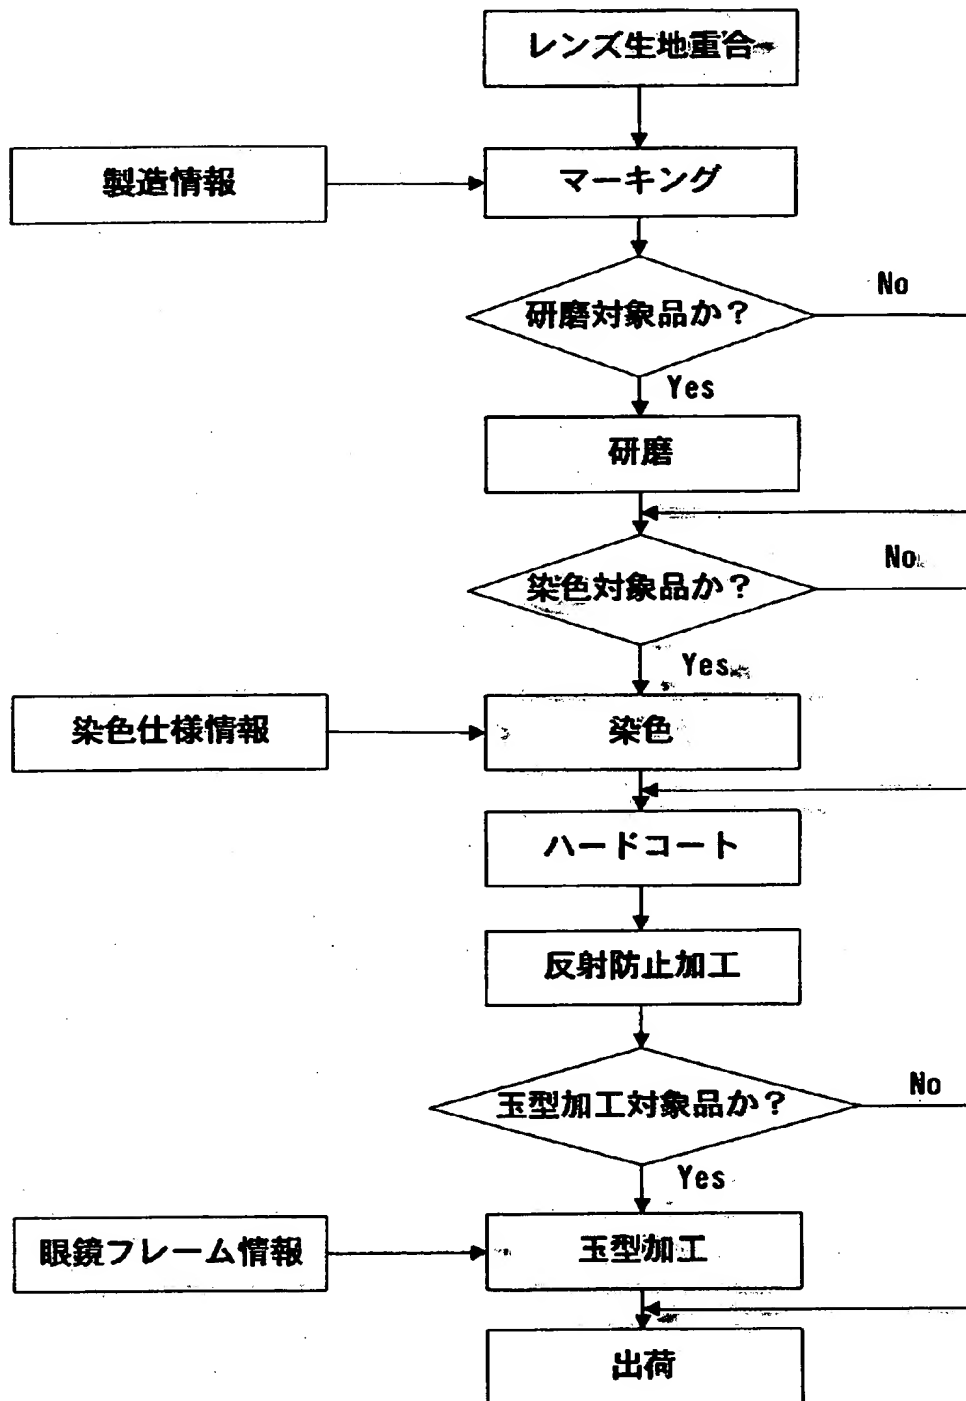 レンズ生地重合
製造情報
マーキング
研磨対象品か？
No
Yes
研磨
染色対象品か？
No
Yes
染色仕様情報
染色
ハードコート
反射防止加工
玉型加工対象品か？
No
Yes
眼鏡フレーム情報
玉型加工
出荷